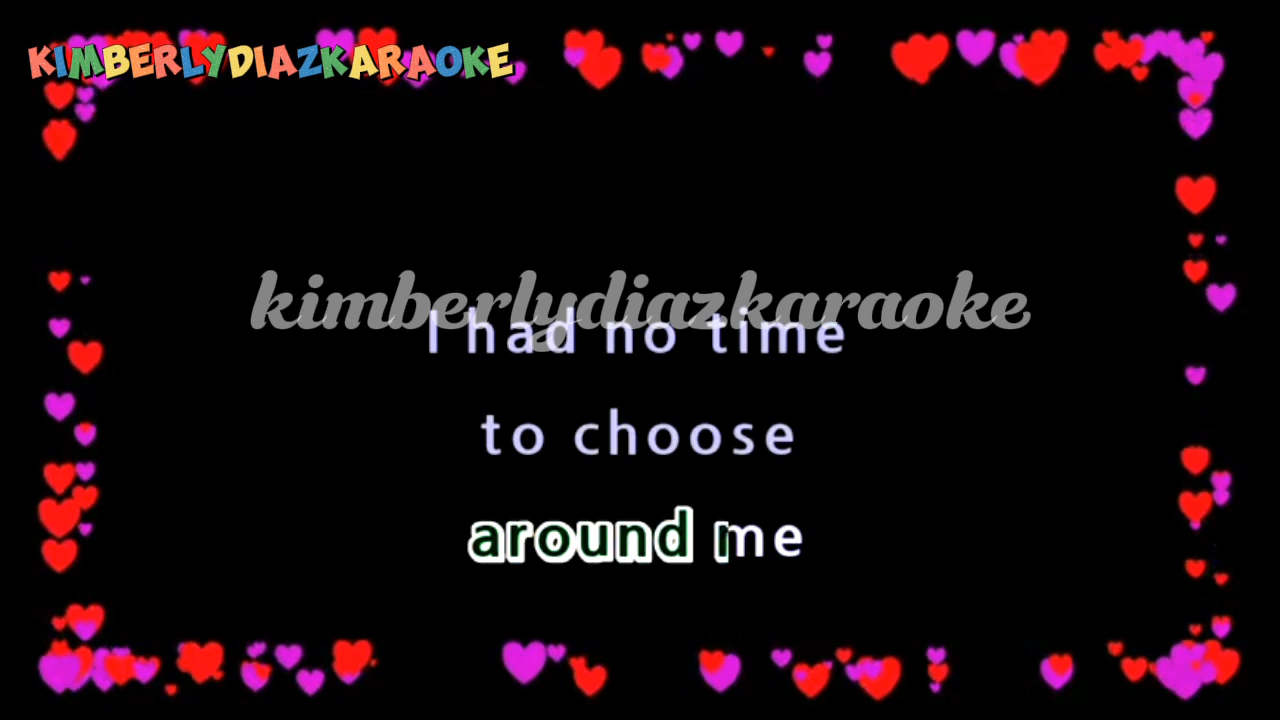 KIMBERLYDIAZKARAOKE
kimberlydiazkaraoke
I had no time
to choose
around me